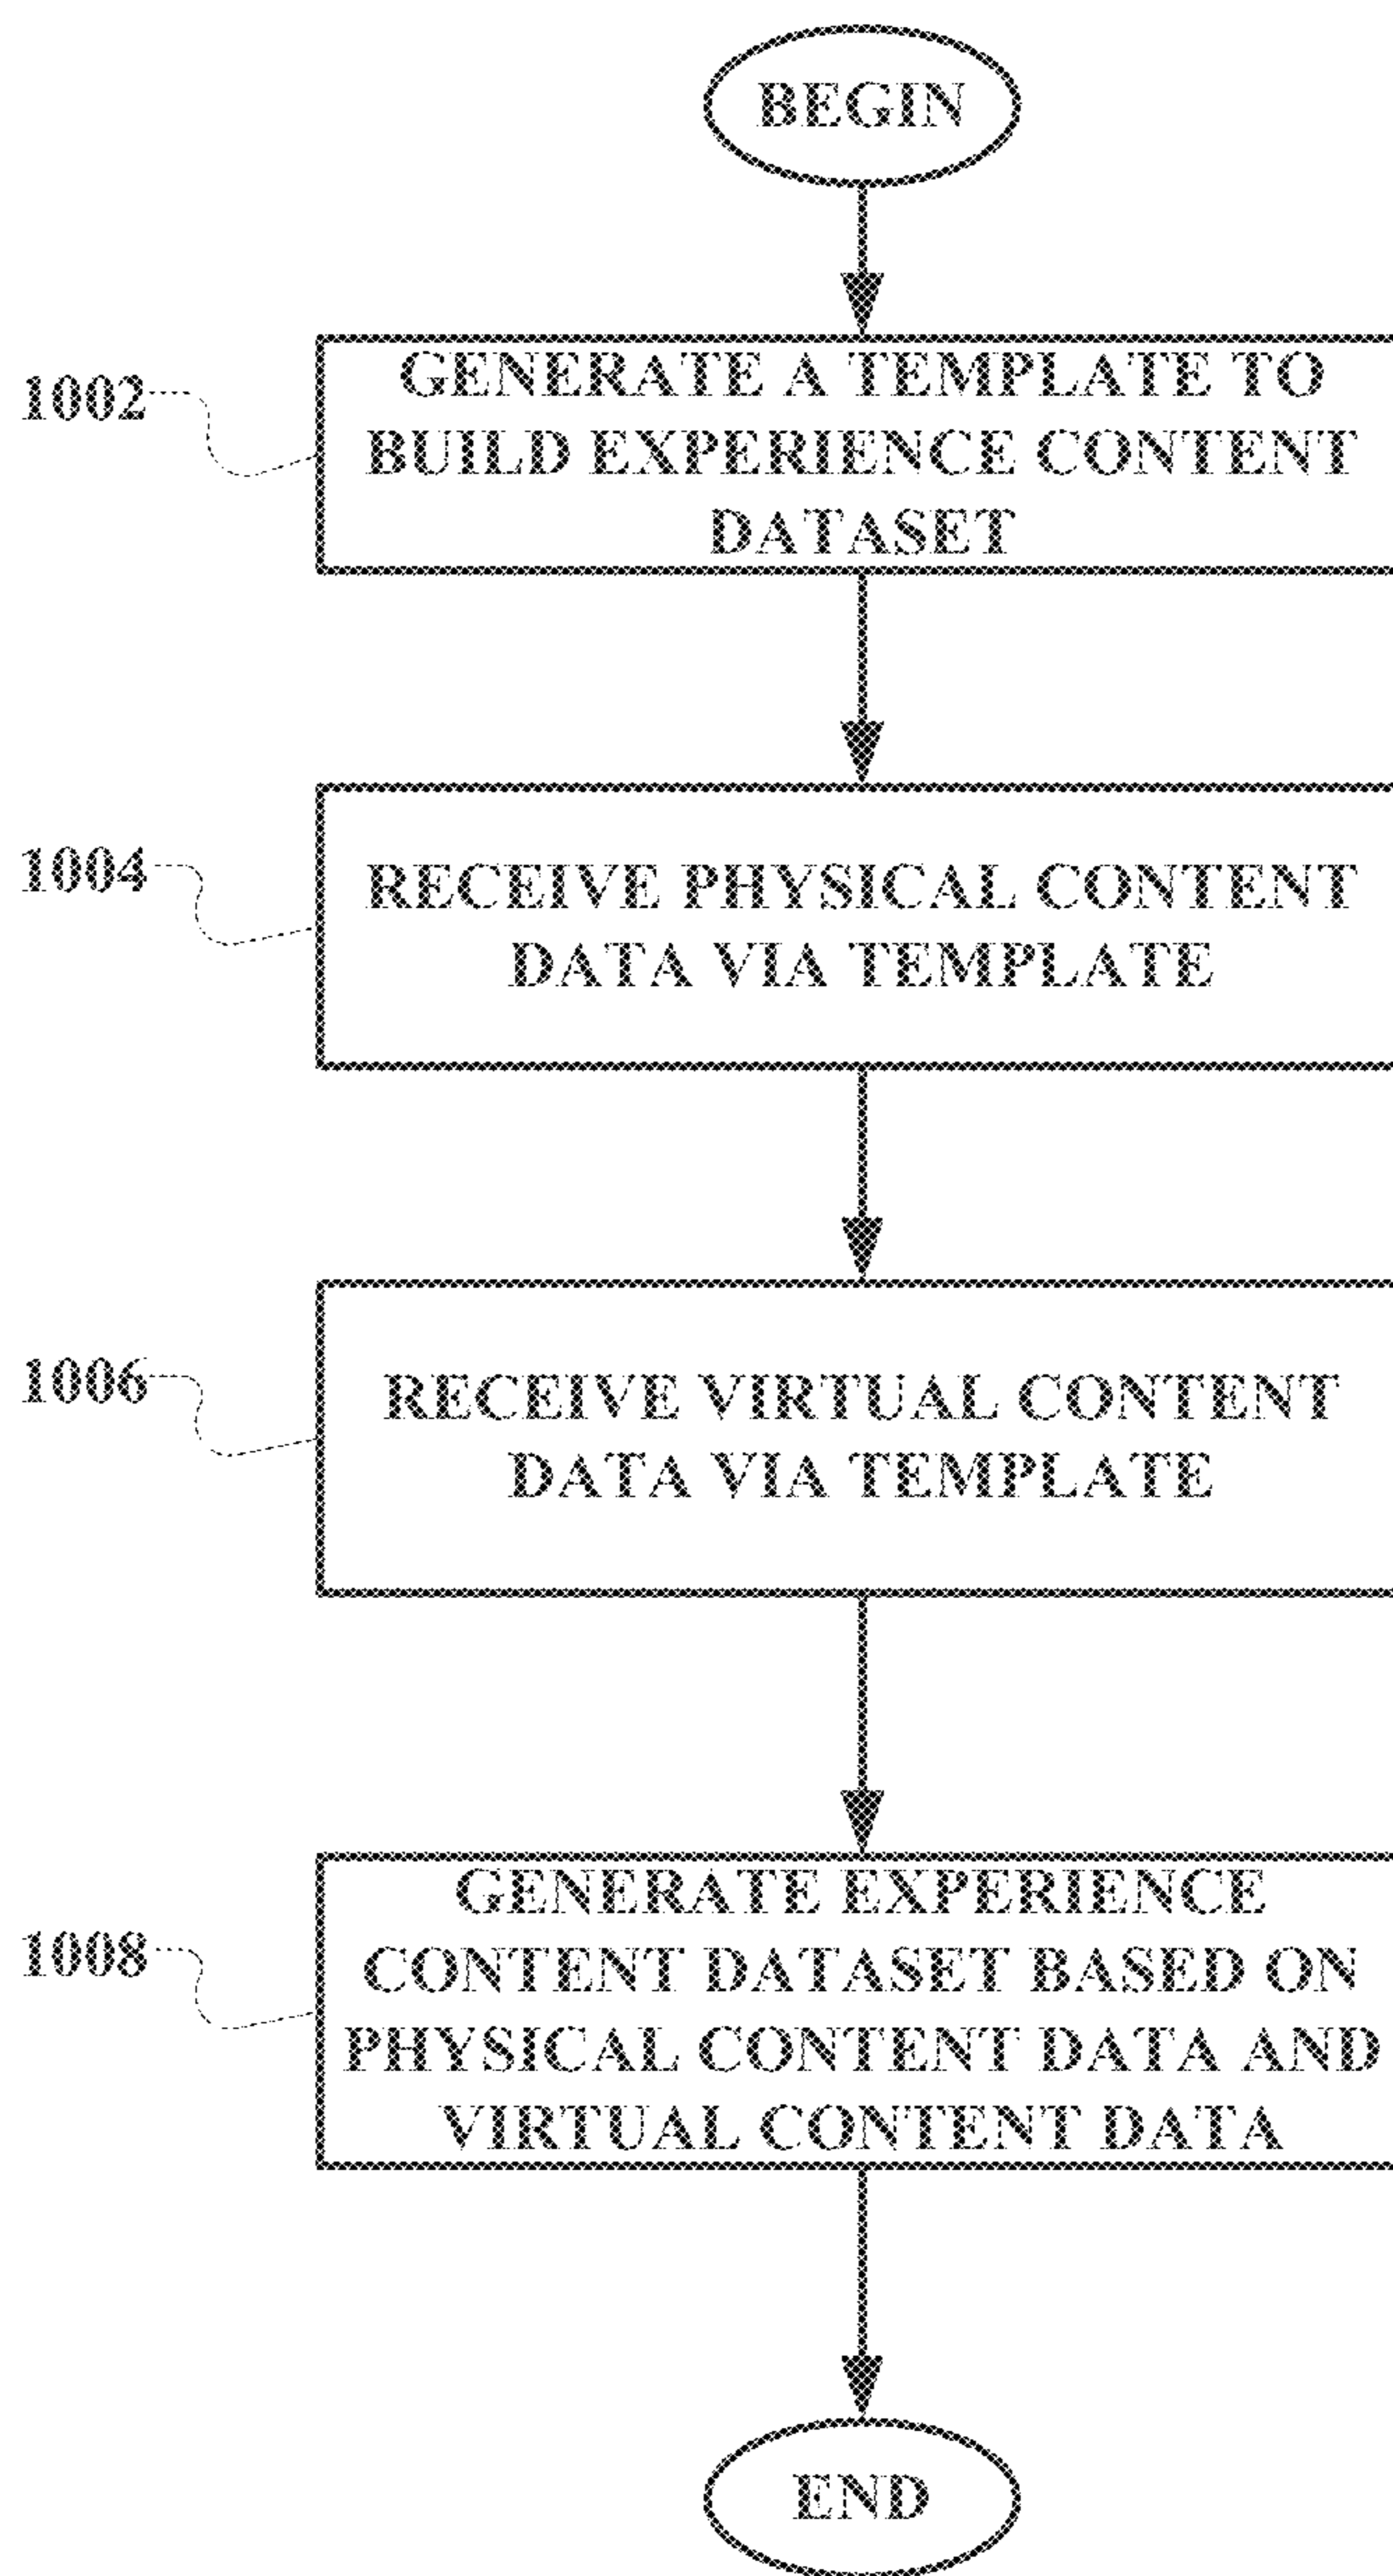 BEGIN
1002
GENERATE A TEMPLATE TO
BUILD EXPERIENCE CONTENT
DATASET
1004
RECEIVE PHYSICAL CONTENT
DATA VIA TEMPLATE
1006
RECEIVE VIRTUAL CONTENT
DATA VIA TEMPLATE
1008
GENERATE EXPERIENCE
CONTENT DATASET BASED ON
PHYSICAL CONTENT DATA AND
VIRTUAL CONTENT DATA
END